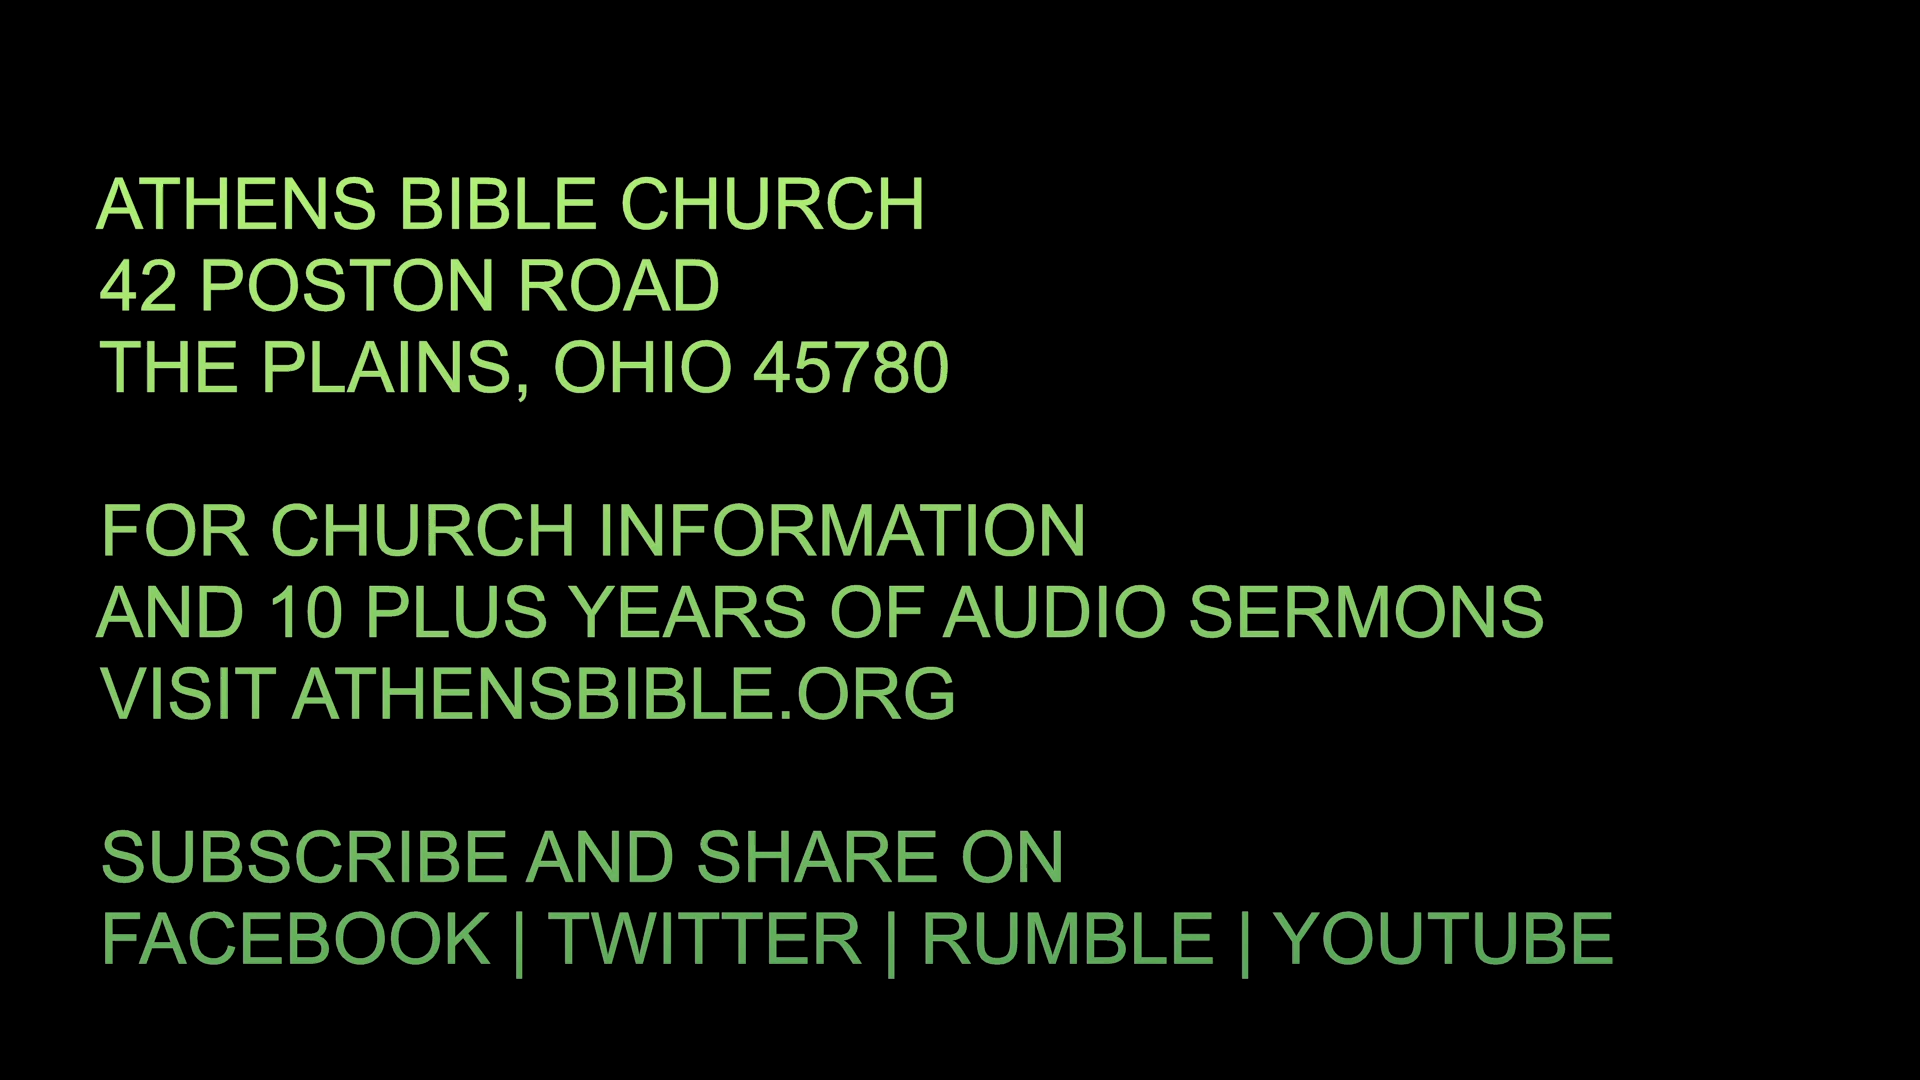 ATHENS BIBLE CHURCH
42 POSTON ROAD
THE PLAINS, OHIO 45780
FOR CHURCH INFORMATION
AND 10 PLUS YEARS OF AUDIO SERMONS
VISIT ATHENSBIBLE.ORG
SUBSCRIBE AND SHARE ON
FACEBOOK | TWITTER | RUMBLE | YOUTUBE